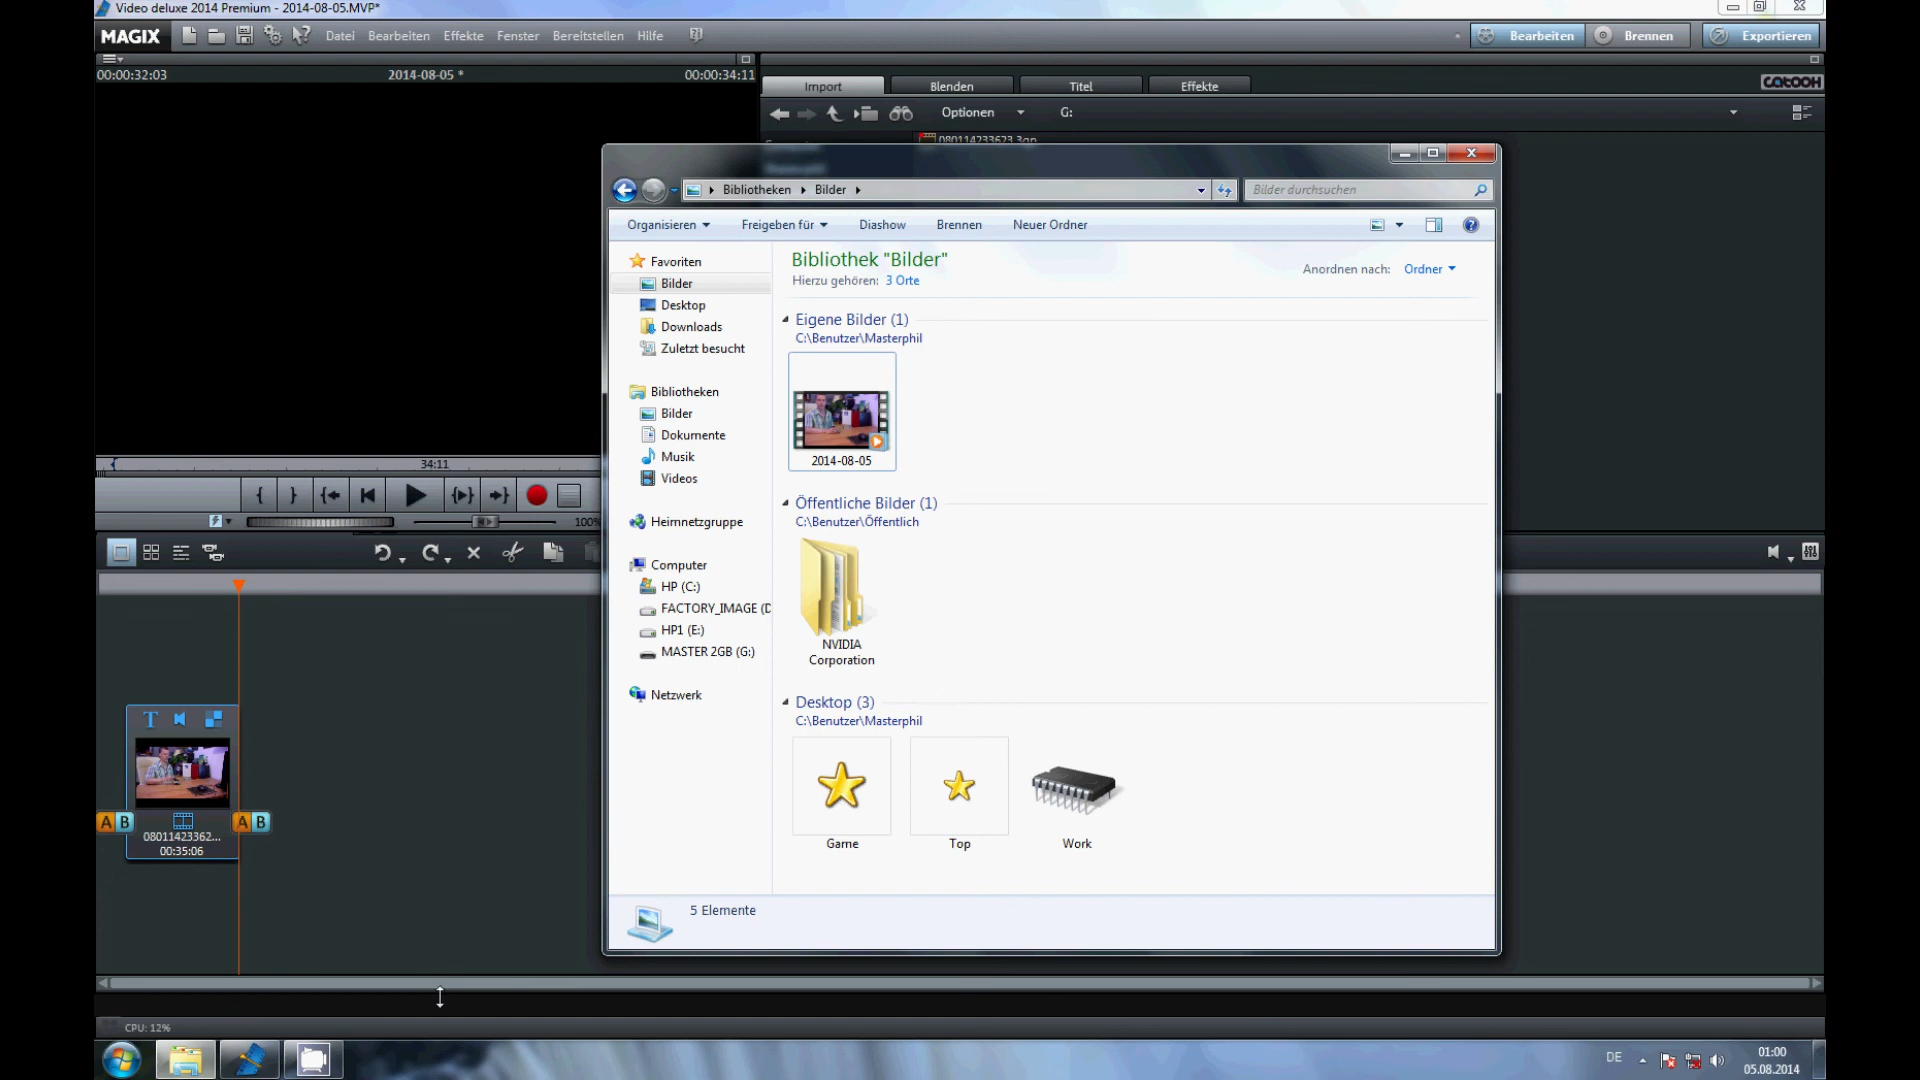 Video deluxe 2014 Premium - 2014-08-05.MVP*
MAGIX Datei Bearbeiten Effekte Fenster Bereitstellen Hilfe
Bearbeiten Brennen Exportieren
00:00:32:03 2014-08-05 * 00:00:34:11
Import Blenden Titel Effekte
catooh
Optionen G:
080114233623.3gp
Bibliotheken Bilder
Bilder durchsuchen
Organisieren Freigeben für Diashow Brennen Neuer Ordner
Favoriten
Bilder
Desktop
Downloads
Zuletzt besucht
Bibliotheken
Bilder
Dokumente
Musik
Videos
Heimnetzgruppe
Computer
HP (C:)
FACTORY_IMAGE (D
HP1 (E:)
MASTER 2GB (G:)
Netzwerk
Bibliothek "Bilder"
Hierzu gehören: 3 Orte
Anordnen nach: Ordner
Eigene Bilder (1)
C:\Benutzer\Masterphil
2014-08-05
Öffentliche Bilder (1)
C:\Benutzer\Öffentlich
NVIDIA
Corporation
Desktop (3)
C:\Benutzer\Masterphil
Game Top Work
5 Elemente
34:11
100%
T
A B A B
08011423362...
00:35:06
CPU: 12%
DE
01:00
05.08.2014